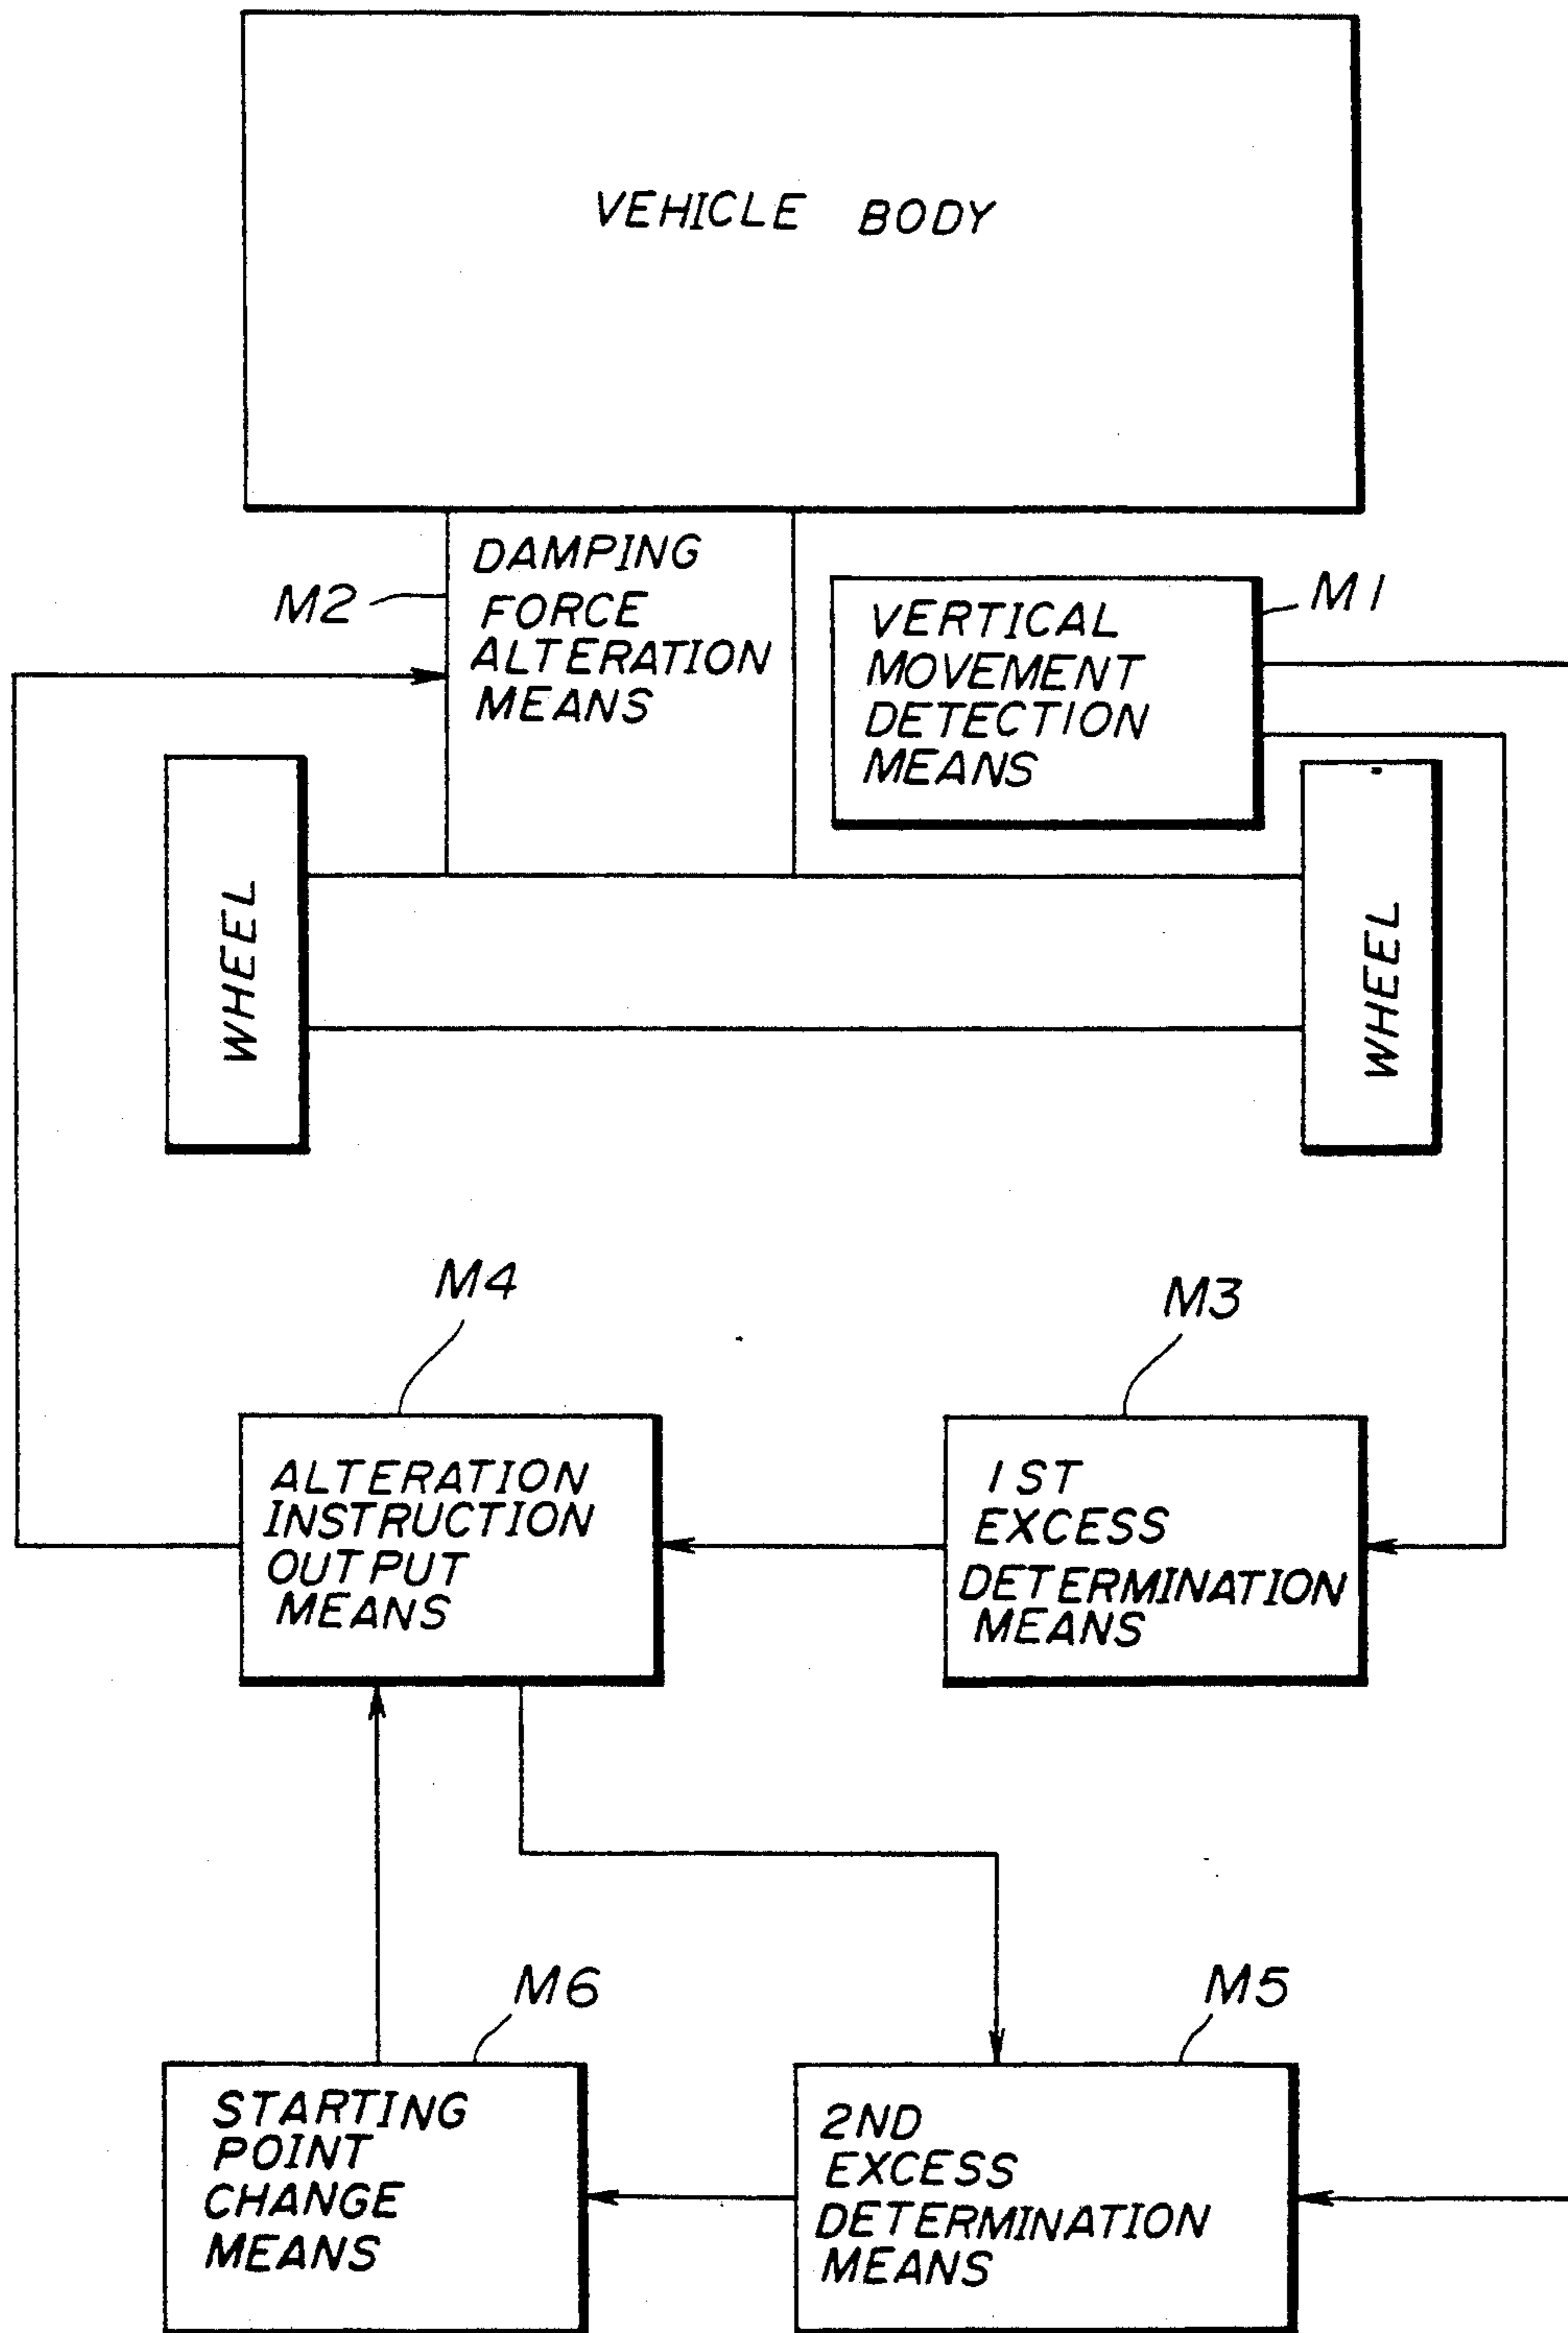 VEHICLE BODY
M2
DAMPING
FORCE
ALTERATION
MEANS
M1
VERTICAL
MOVEMENT
DETECTION
MEANS
WHEEL
WHEEL
M4
M3
ALTERATION
INSTRUCTION
OUTPUT
MEANS
1ST
EXCESS
DETERMINATION
MEANS
M6
M5
STARTING
POINT
CHANGE
MEANS
2ND
EXCESS
DETERMINATION
MEANS